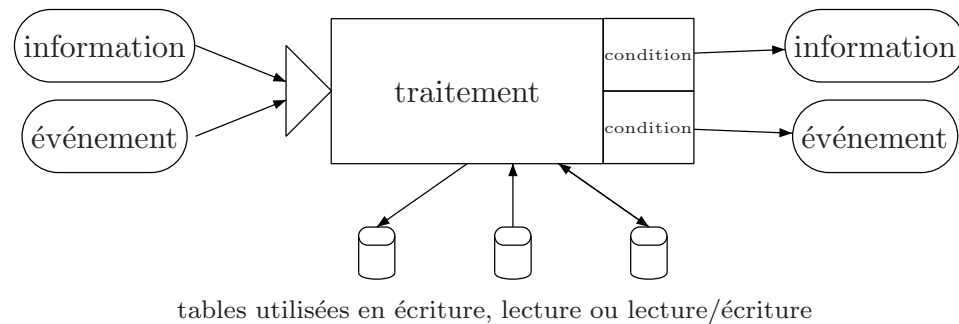 information
événement
traitement
condition
condition
information
événement
tables utilisées en écriture, lecture ou lecture/écriture